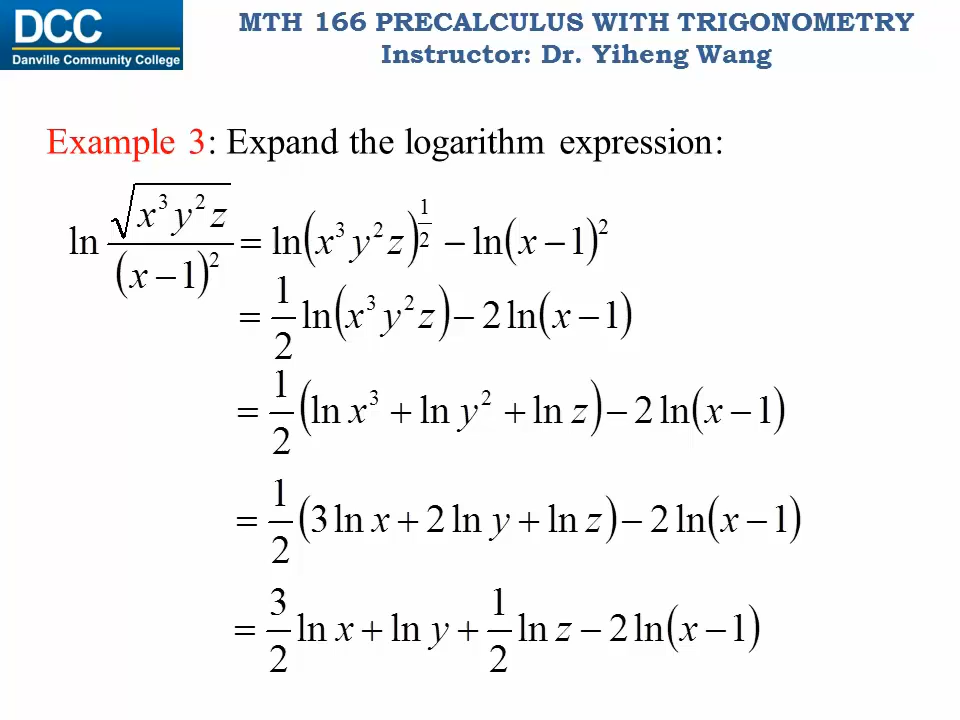 DCC
Danville Community College
MTH 166 PRECALCULUS WITH TRIGONOMETRY
Instructor: Dr. Yiheng Wang
Example 3: Expand the logarithm expression:
ln √(x³y²z) / (x − 1)² = ln(x³y²z)^(1/2) − ln(x − 1)²
= 1/2 ln(x³y²z) − 2 ln(x − 1)
= 1/2 (ln x³ + ln y² + ln z) − 2 ln(x − 1)
= 1/2 (3 ln x + 2 ln y + ln z) − 2 ln(x − 1)
= 3/2 ln x + ln y + 1/2 ln z − 2 ln(x − 1)